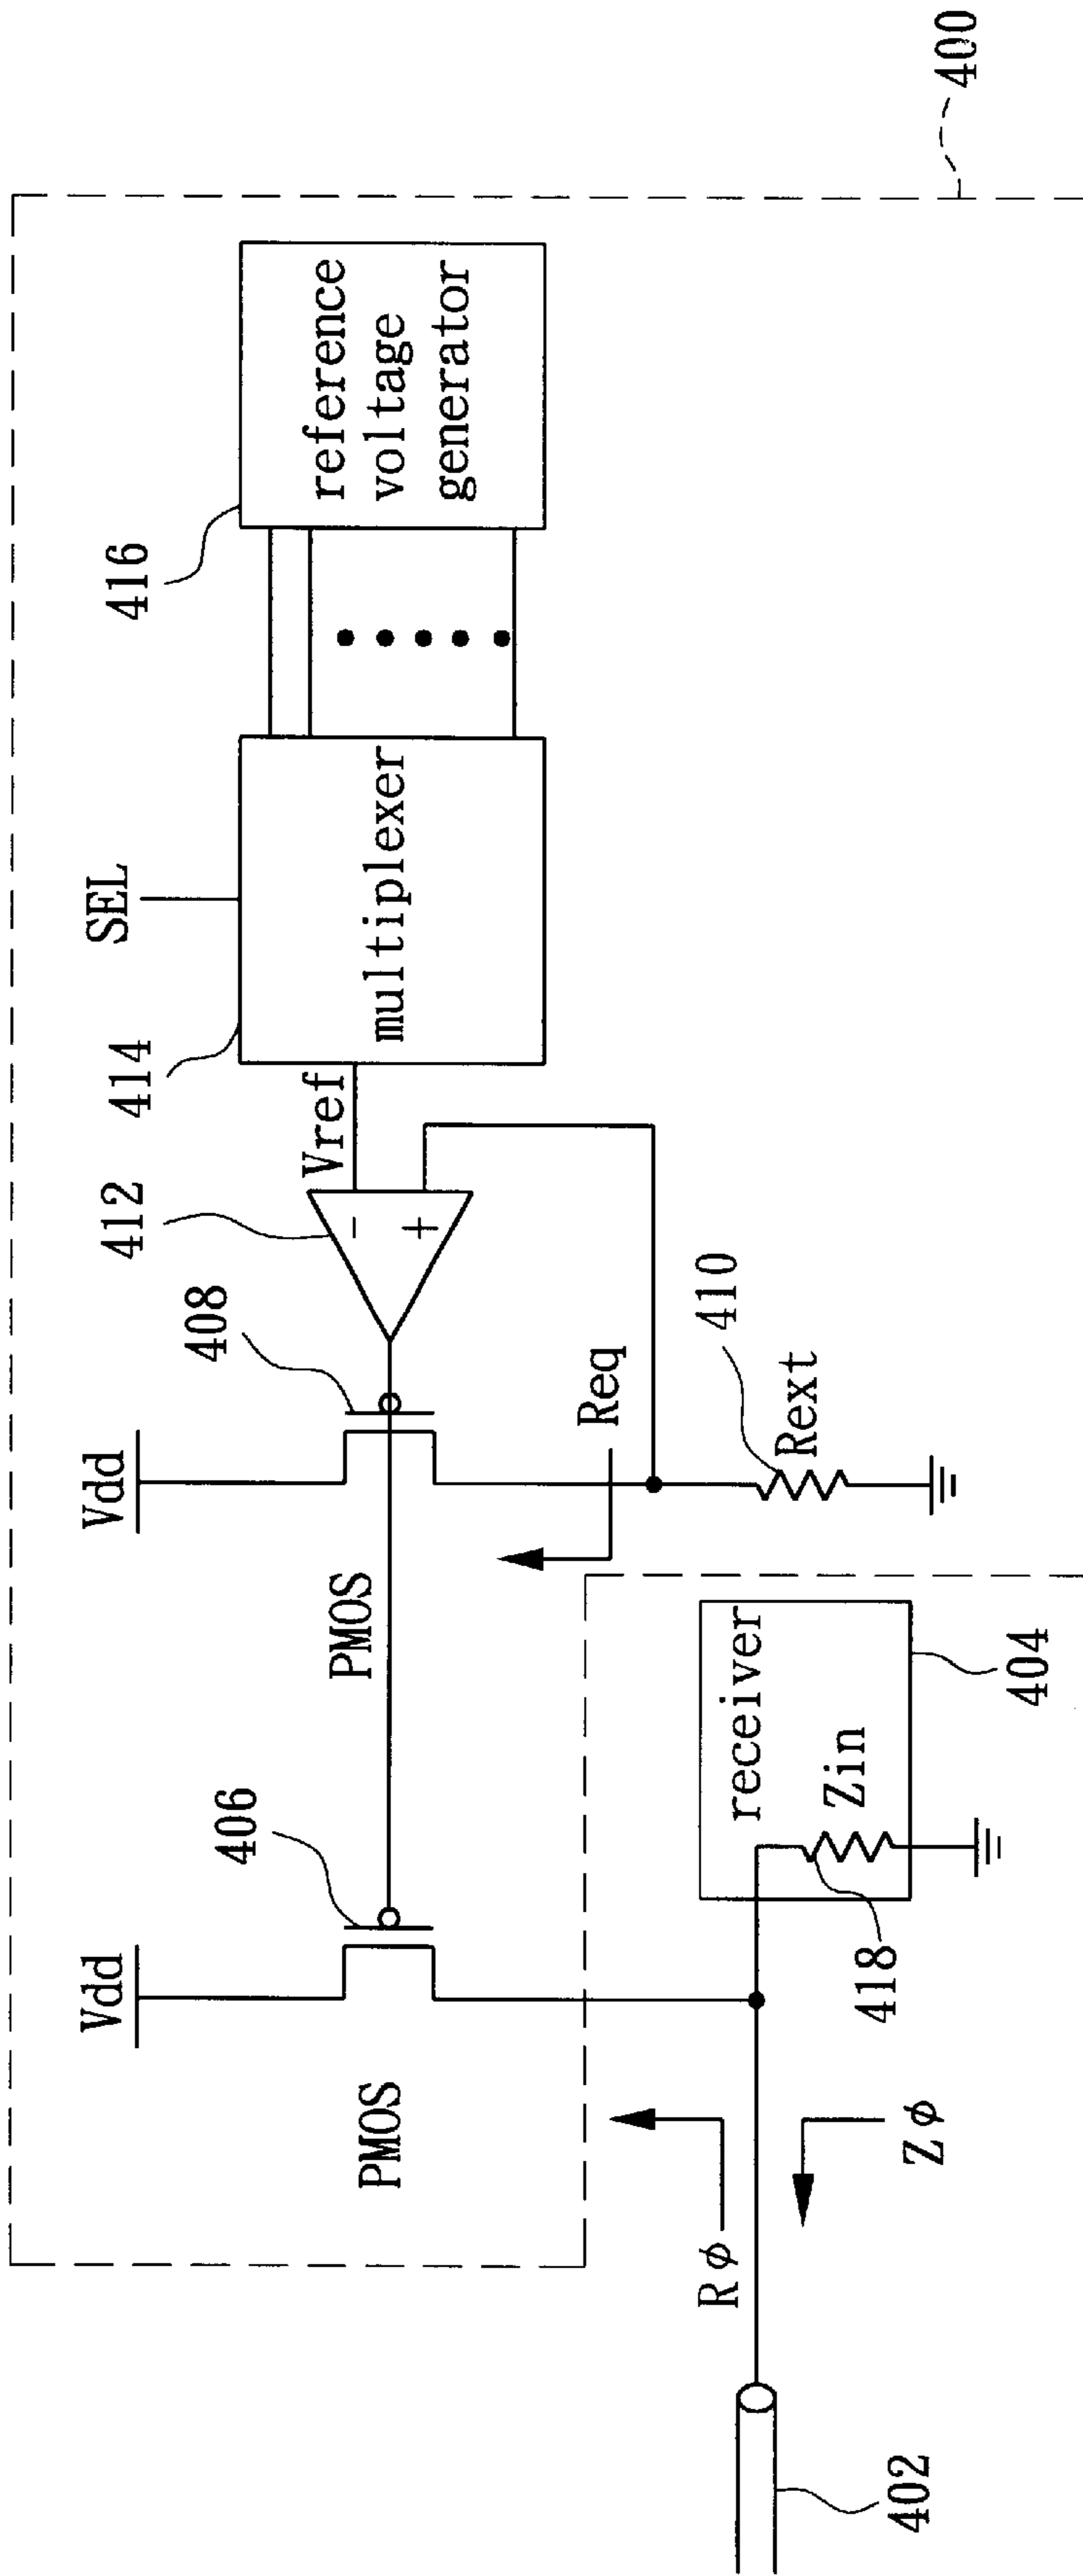 400
reference
voltage
generator
416
SEL
multiplexer
414
Vref
412
−
+
408
Vdd
PMOS
Req
410
Rext
406
Vdd
PMOS
receiver
Zin
404
418
Rϕ
Zϕ
402